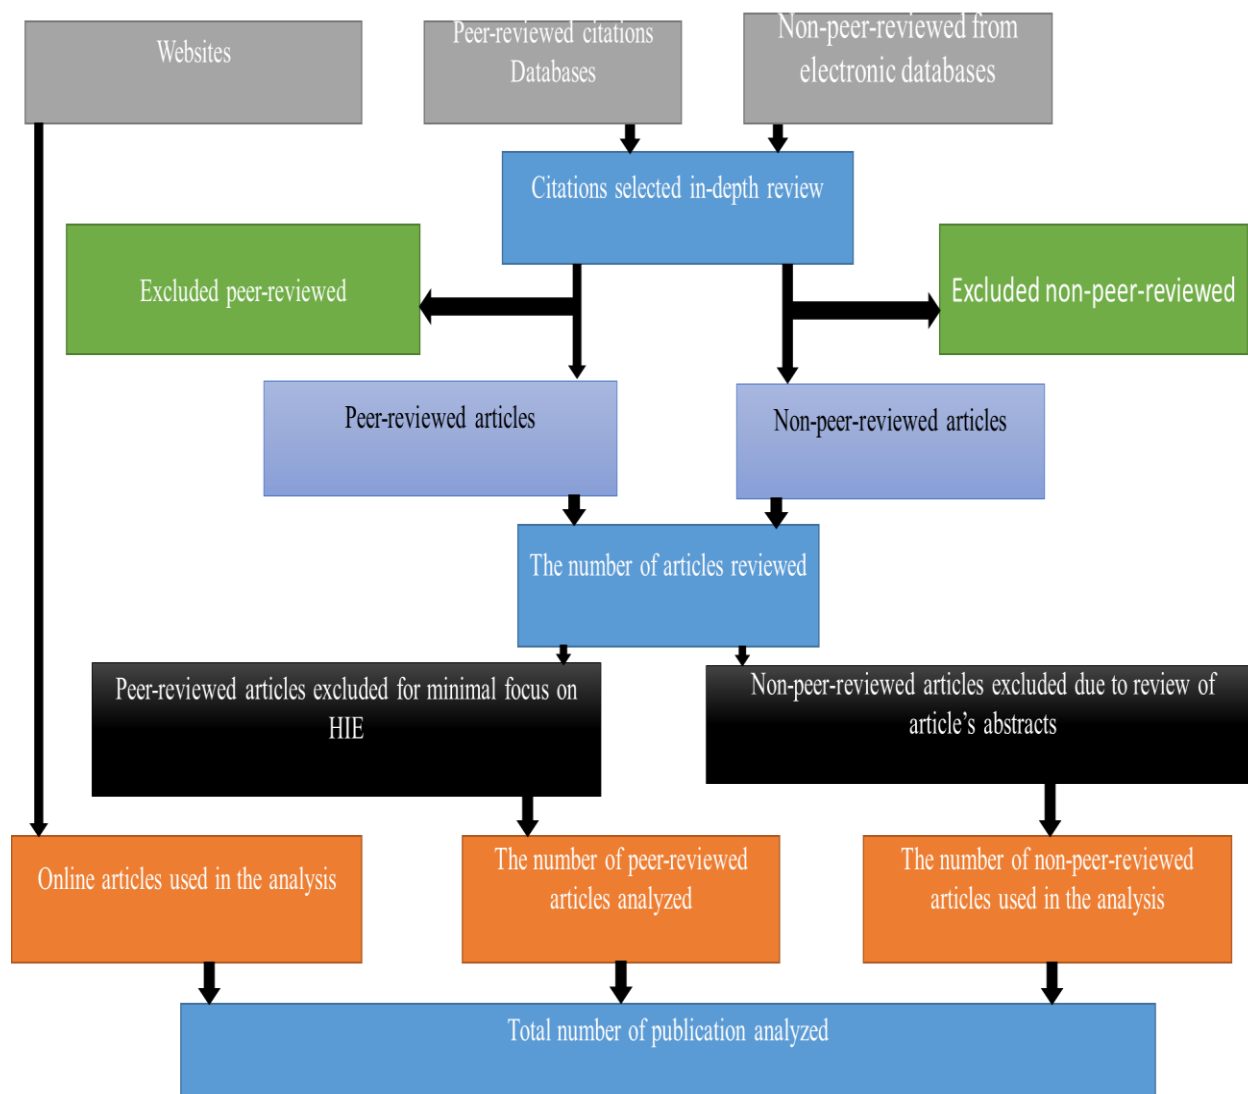 Websites
Peer-reviewed citations
Databases
Non-peer-reviewed from
electronic databases
Citations selected in-depth review
Excluded peer-reviewed
Excluded non-peer-reviewed
Peer-reviewed articles
Non-peer-reviewed articles
The number of articles reviewed
Peer-reviewed articles excluded for minimal focus on
HIE
Non-peer-reviewed articles excluded due to review of
article’s abstracts
Online articles used in the analysis
The number of peer-reviewed
articles analyzed
The number of non-peer-reviewed
articles used in the analysis
Total number of publication analyzed